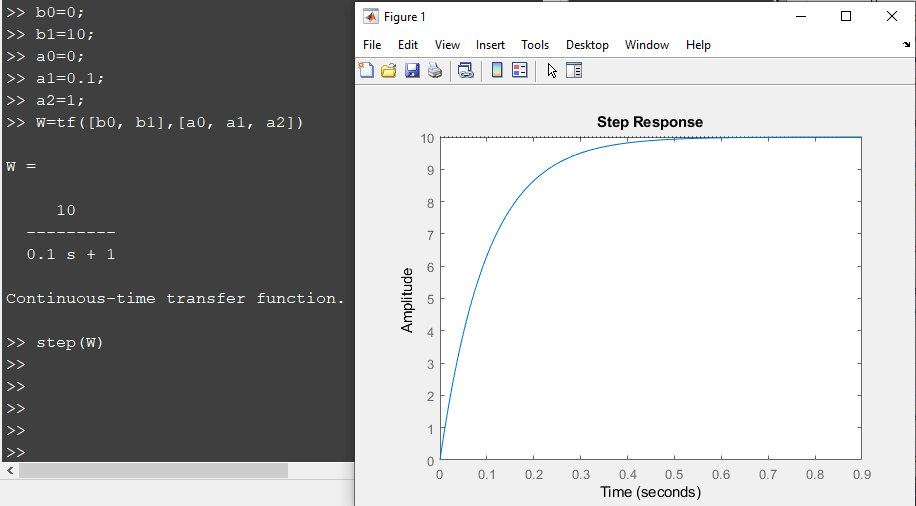 >> b0=0;
>> b1=10;
>> a0=0;
>> a1=0.1;
>> a2=1;
>> W=tf([b0, b1],[a0, a1, a2])
W =
10
---------
0.1 s + 1
Continuous-time transfer function.
>> step(W)
>>
>>
>>
>>
>>
Figure 1
File Edit View Insert Tools Desktop Window Help
Step Response
Amplitude
10
9
8
7
6
5
4
3
2
1
0
0 0.1 0.2 0.3 0.4 0.5 0.6 0.7 0.8 0.9
Time (seconds)